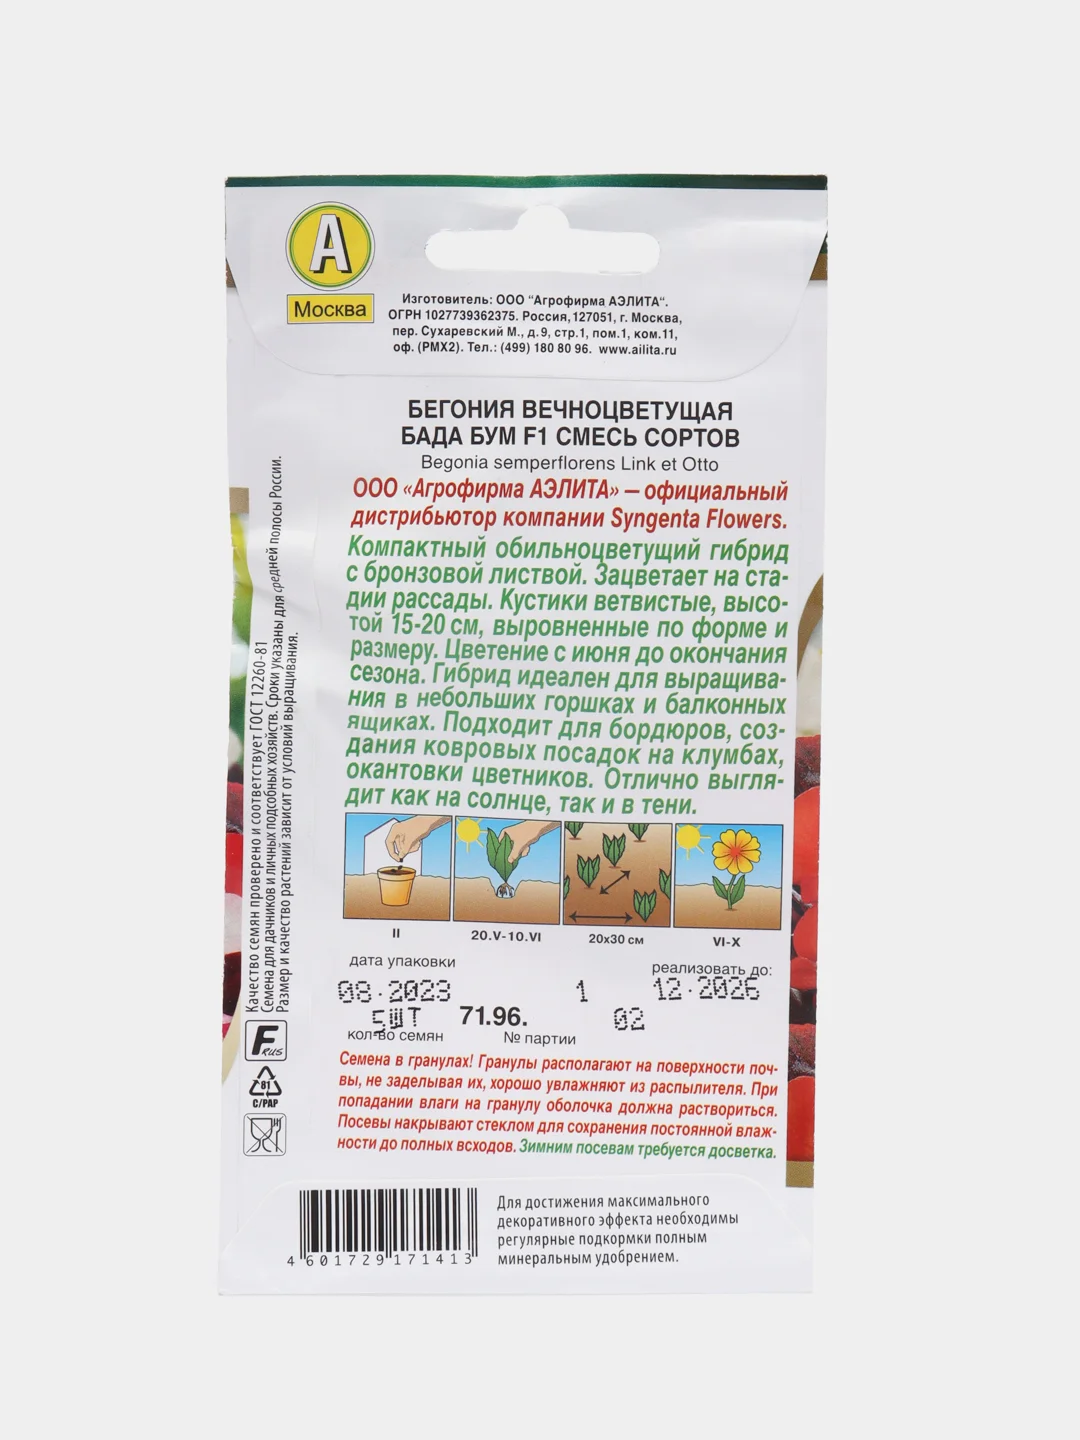 А
Москва
Изготовитель: ООО "Агрофирма АЭЛИТА".
ОГРН 1027739362375. Россия,127051, г. Москва,
пер. Сухаревский М., д.9, стр.1, пом.1, ком.11,
оф. (РМХ2). Тел.: (499) 180 80 96. www.ailita.ru
БЕГОНИЯ ВЕЧНОЦВЕТУЩАЯ
БАДА БУМ F1 СМЕСЬ СОРТОВ
Begonia semperflorens Link et Otto
ООО «Агрофирма АЭЛИТА» — официальный
дистрибьютор компании Syngenta Flowers.
Компактный обильноцветущий гибрид
с бронзовой листвой. Зацветает на ста-
дии рассады. Кустики ветвистые, высо-
той 15-20 см, выровненные по форме и
размеру. Цветение с июня до окончания
сезона. Гибрид идеален для выращива-
ния в небольших горшках и балконных
ящиках. Подходит для бордюров, соз-
дания ковровых посадок на клумбах,
окантовки цветников. Отлично выгля-
дит как на солнце, так и в тени.
II
20.V-10.VI
20х30 см
VI-X
дата упаковки
реализовать до:
08.2023
1
12.2026
5ШТ
71.96.
02
кол-во семян
№ партии
Семена в гранулах! Гранулы располагают на поверхности поч-
вы, не заделывая их, хорошо увлажняют из распылителя. При
попадании влаги на гранулу оболочка должна раствориться.
Посевы накрывают стеклом для сохранения постоянной влаж-
ности до полных всходов. Зимним посевам требуется досветка.
Качество семян проверено и соответствует ГОСТ 12260-81
Семена для дачников и личных подсобных хозяйств. Сроки указаны для средней полосы России.
Размер и качество растений зависит от условий выращивания.
F RUS
81
C/PAP
4 601729 171413
Для достижения максимального
декоративного эффекта необходимы
регулярные подкормки полным
минеральным удобрением.